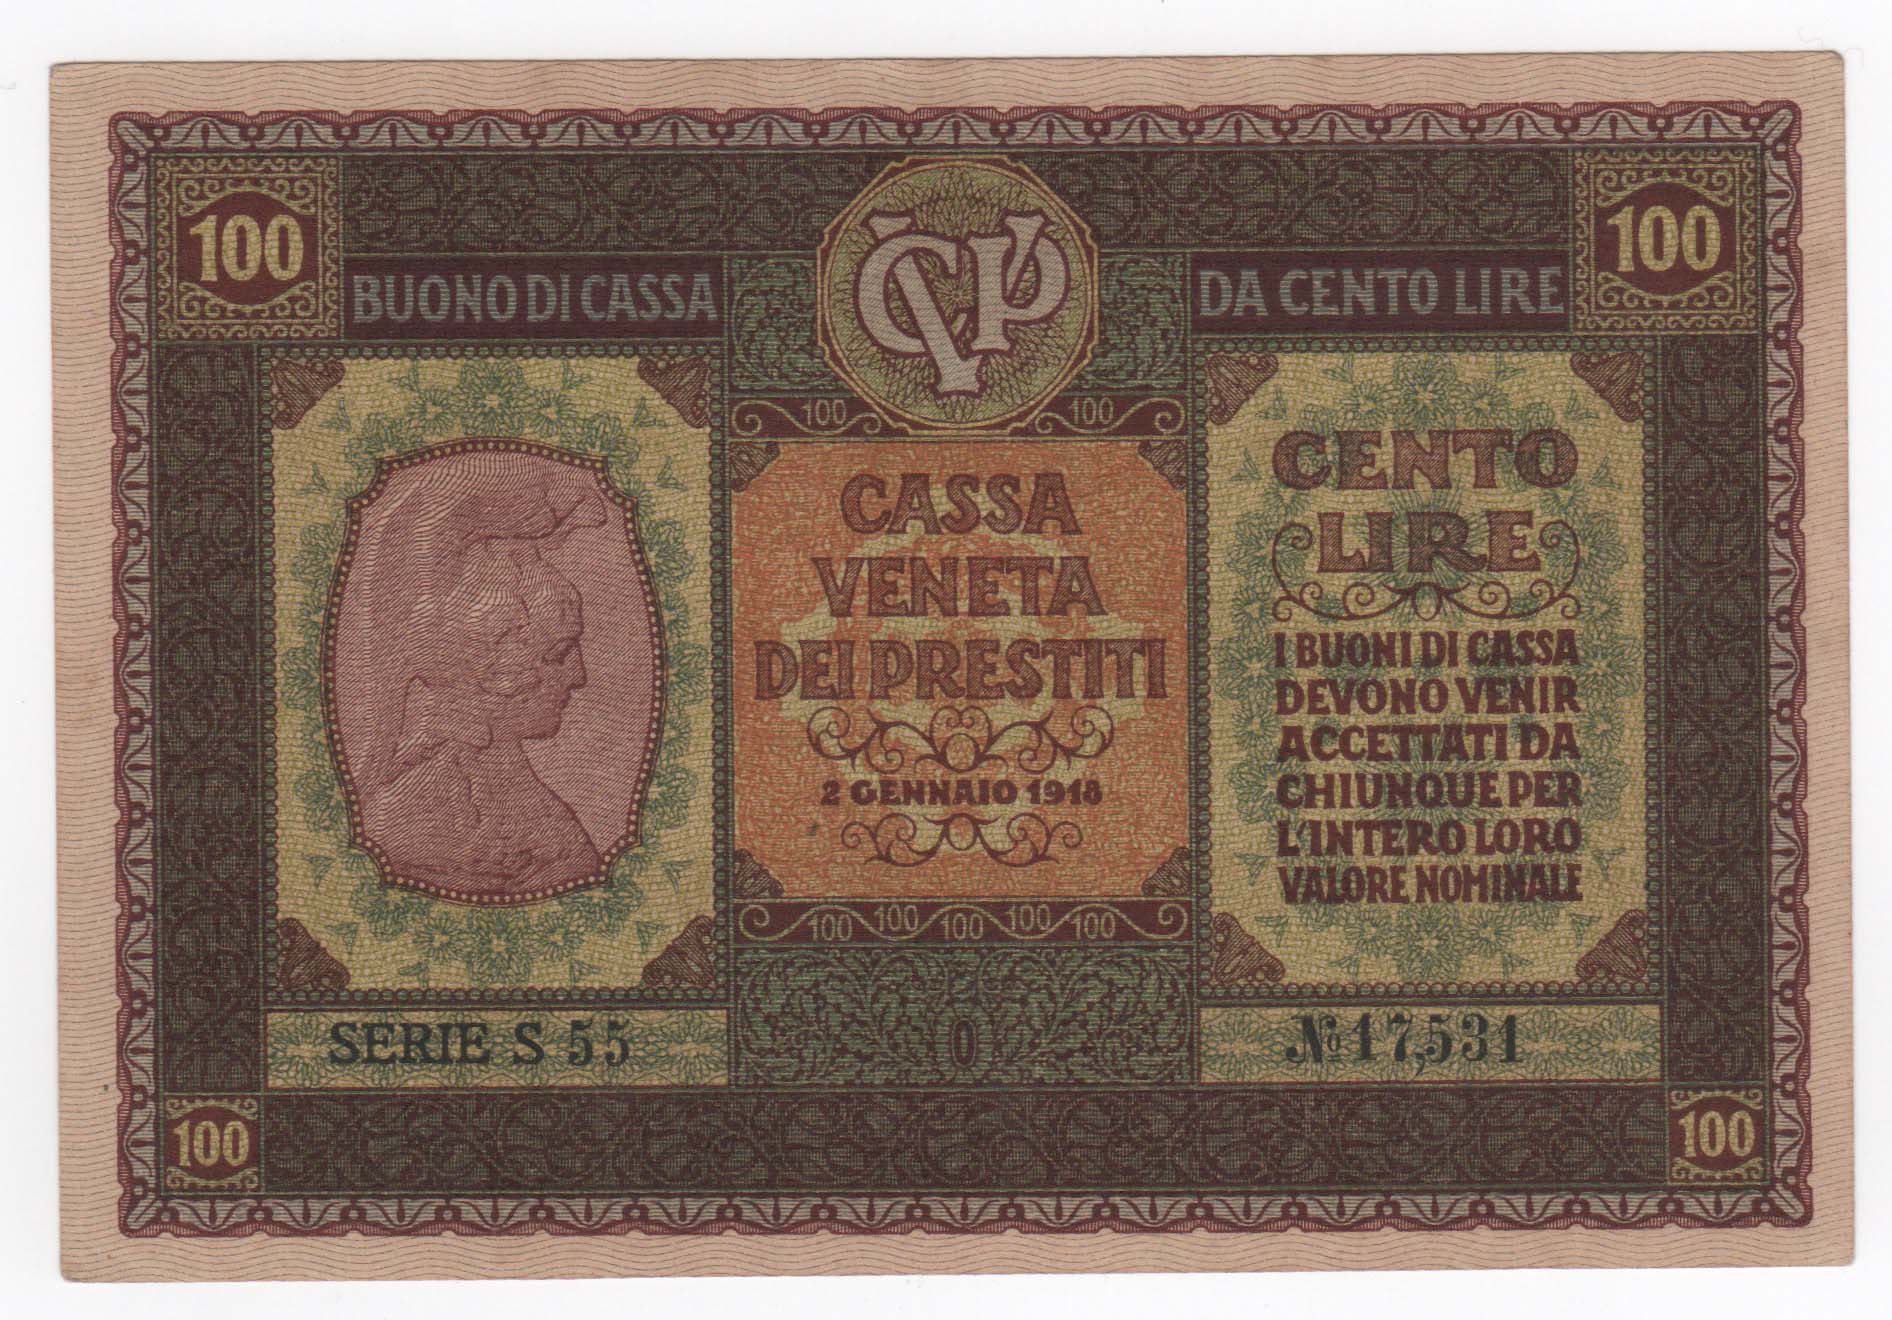 100
100
BUONO DI CASSA
CVP
DA CENTO LIRE
100
100
CASSA
VENETA
DEI PRESTITI
2 GENNAIO 1918
CENTO
LIRE
I BUONI DI CASSA
DEVONO VENIR
ACCETTATI DA
CHIUNQUE PER
L'INTERO LORO
VALORE NOMINALE
100 100 100 100 100
SERIE S 55
0
№ 17,531
100
100